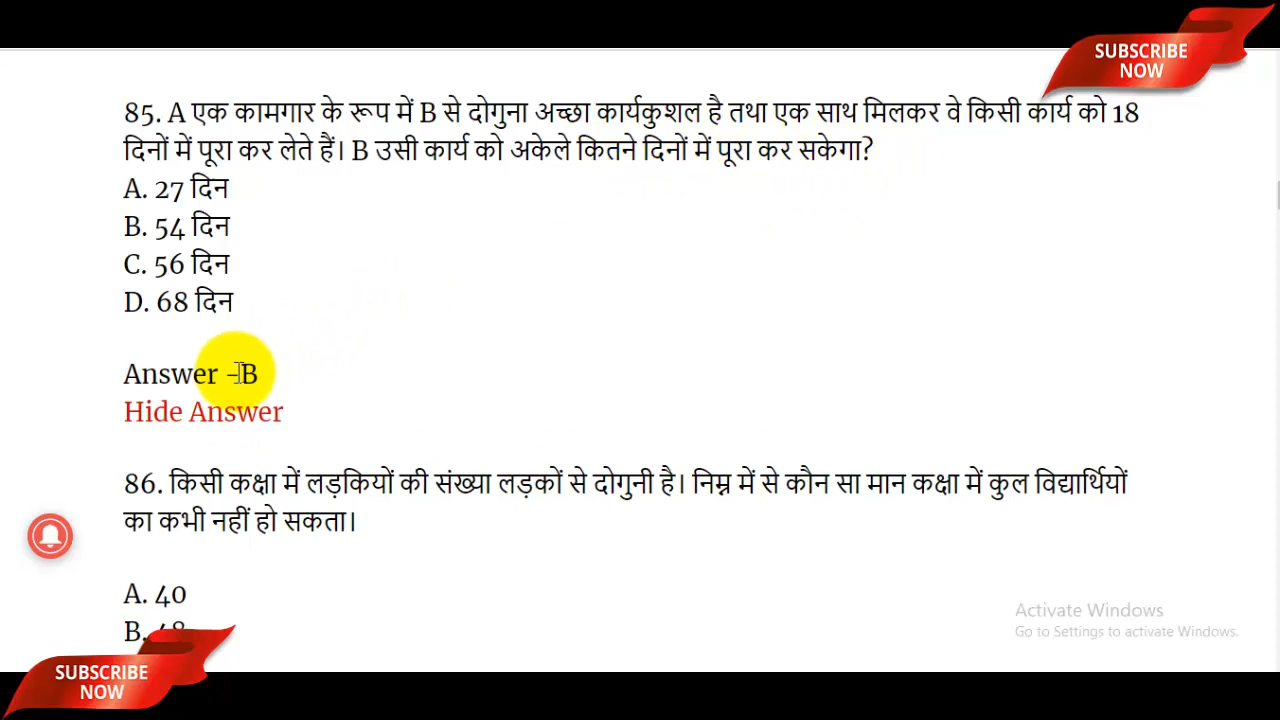 SUBSCRIBE
NOW
85. A एक कामगार के रूप में B से दोगुना अच्छा कार्यकुशल है तथा एक साथ मिलकर वे किसी कार्य को 18
दिनों में पूरा कर लेते हैं। B उसी कार्य को अकेले कितने दिनों में पूरा कर सकेगा?
A. 27 दिन
B. 54 दिन
C. 56 दिन
D. 68 दिन
Answer -B
Hide Answer
86. किसी कक्षा में लड़कियों की संख्या लड़कों से दोगुनी है। निम्न में से कौन सा मान कक्षा में कुल विद्यार्थियों
का कभी नहीं हो सकता।
A. 40
B. 48
Activate Windows
Go to Settings to activate Windows.
SUBSCRIBE
NOW